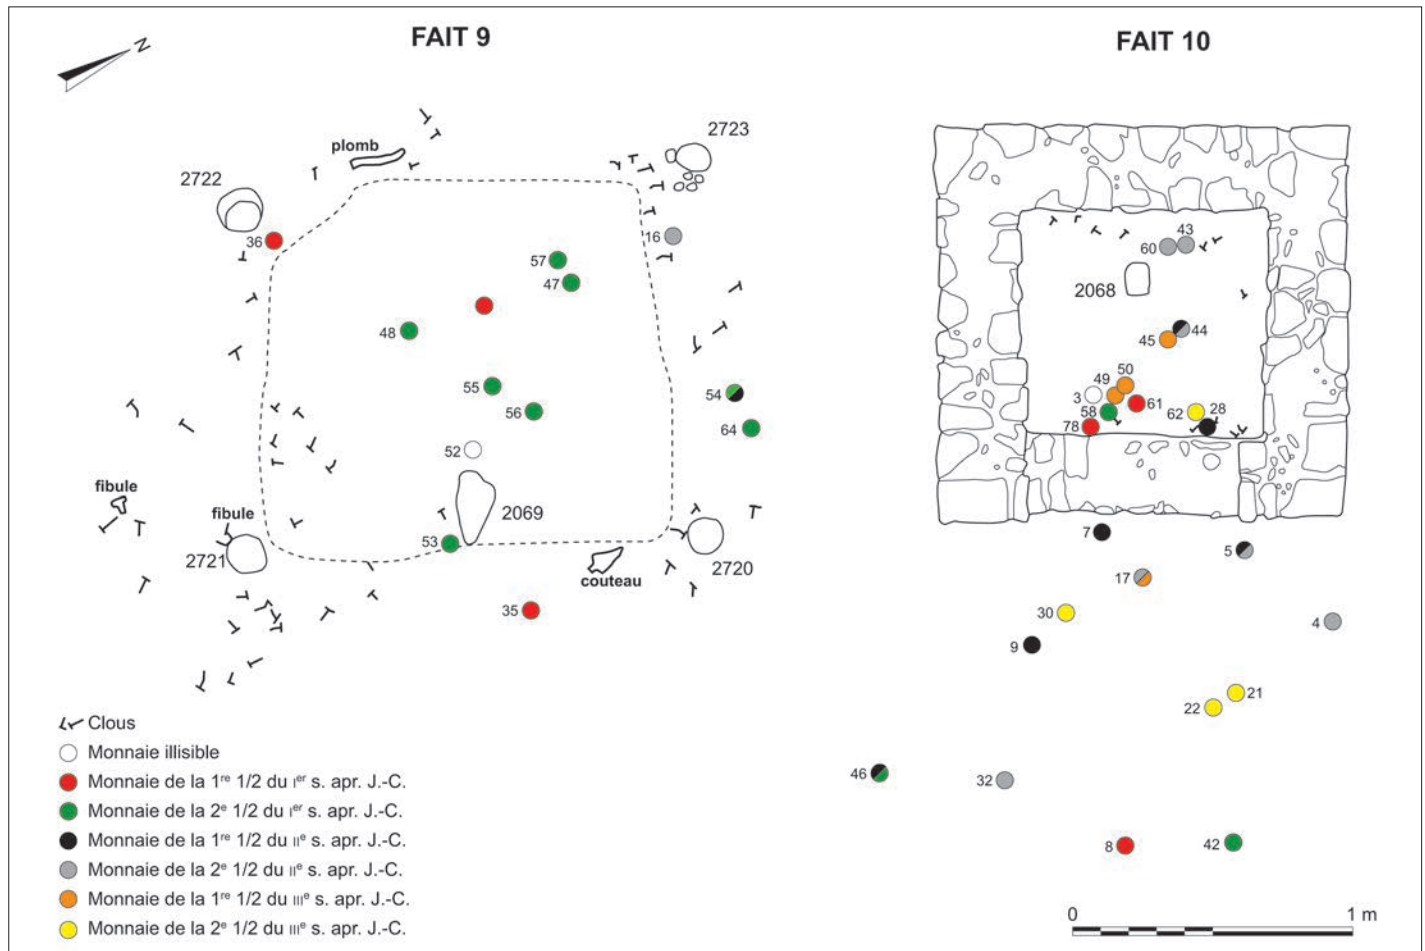 FAIT 9
FAIT 10
N
plomb
2723
2722
36
16
57
47
48
55
56
54
64
52
2069
53
fibule
fibule
2721
2720
couteau
35
43
60
2068
44
45
50
49
3
61
58
62
28
78
7
5
17
30
4
9
21
22
46
32
8
42
Clous
Monnaie illisible
Monnaie de la 1re 1/2 du Ier s. apr. J.-C.
Monnaie de la 2e 1/2 du Ier s. apr. J.-C.
Monnaie de la 1re 1/2 du IIe s. apr. J.-C.
Monnaie de la 2e 1/2 du IIe s. apr. J.-C.
Monnaie de la 1re 1/2 du IIIe s. apr. J.-C.
Monnaie de la 2e 1/2 du IIIe s. apr. J.-C.
0 1 m